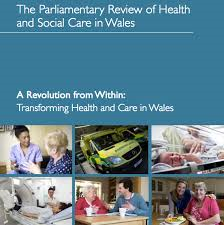 The Parliamentary Review of Health
and Social Care in Wales
A Revolution from Within:
Transforming Health and Care in Wales